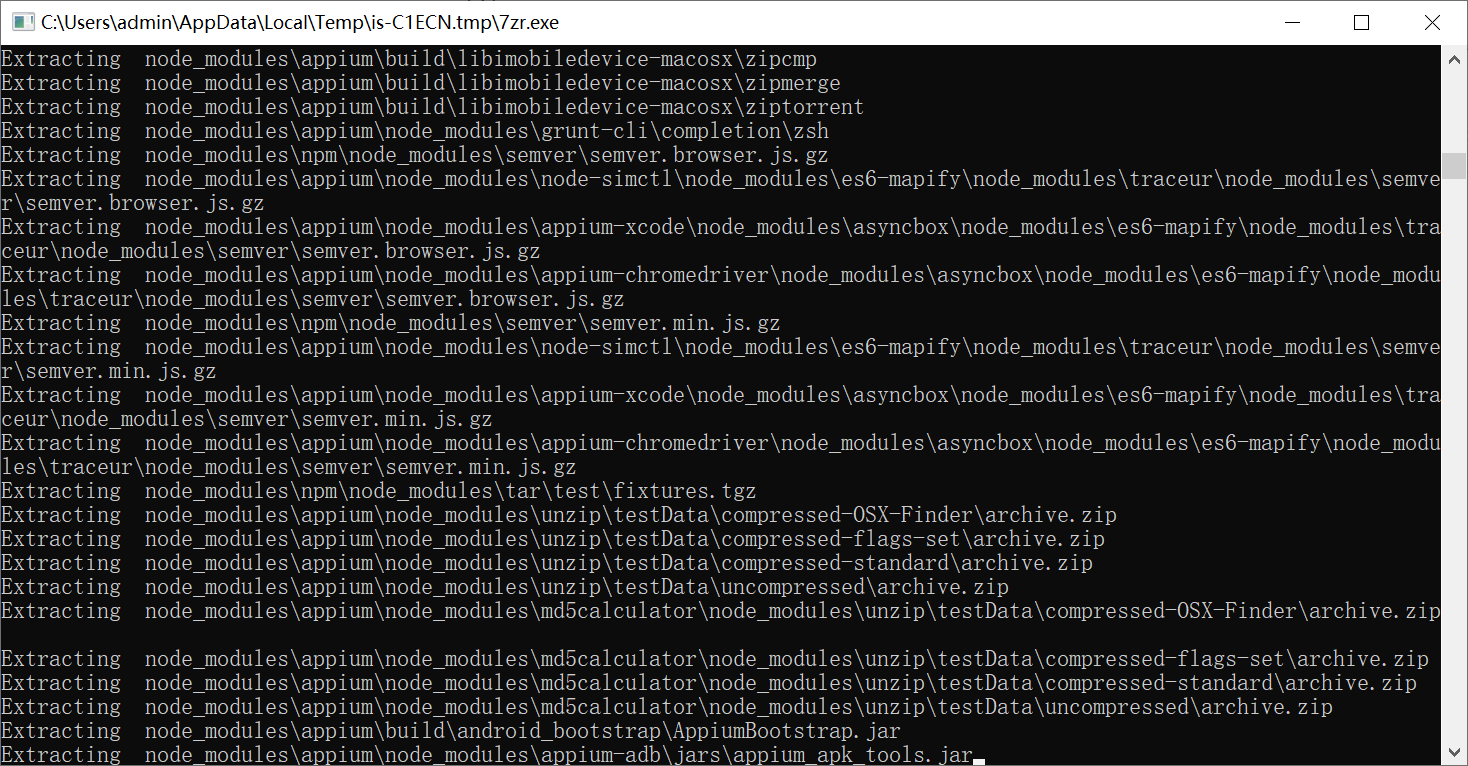 C:\Users\admin\AppData\Local\Temp\is-C1ECN.tmp\7zr.exe
Extracting  node_modules\appium\build\libimobiledevice-macosx\zipcmp
Extracting  node_modules\appium\build\libimobiledevice-macosx\zipmerge
Extracting  node_modules\appium\build\libimobiledevice-macosx\ziptorrent
Extracting  node_modules\appium\node_modules\grunt-cli\completion\zsh
Extracting  node_modules\npm\node_modules\semver\semver.browser.js.gz
Extracting  node_modules\appium\node_modules\node-simctl\node_modules\es6-mapify\node_modules\traceur\node_modules\semve
r\semver.browser.js.gz
Extracting  node_modules\appium\node_modules\appium-xcode\node_modules\asyncbox\node_modules\es6-mapify\node_modules\tra
ceur\node_modules\semver\semver.browser.js.gz
Extracting  node_modules\appium\node_modules\appium-chromedriver\node_modules\asyncbox\node_modules\es6-mapify\node_modu
les\traceur\node_modules\semver\semver.browser.js.gz
Extracting  node_modules\npm\node_modules\semver\semver.min.js.gz
Extracting  node_modules\appium\node_modules\node-simctl\node_modules\es6-mapify\node_modules\traceur\node_modules\semve
r\semver.min.js.gz
Extracting  node_modules\appium\node_modules\appium-xcode\node_modules\asyncbox\node_modules\es6-mapify\node_modules\tra
ceur\node_modules\semver\semver.min.js.gz
Extracting  node_modules\appium\node_modules\appium-chromedriver\node_modules\asyncbox\node_modules\es6-mapify\node_modu
les\traceur\node_modules\semver\semver.min.js.gz
Extracting  node_modules\npm\node_modules\tar\test\fixtures.tgz
Extracting  node_modules\appium\node_modules\unzip\testData\compressed-OSX-Finder\archive.zip
Extracting  node_modules\appium\node_modules\unzip\testData\compressed-flags-set\archive.zip
Extracting  node_modules\appium\node_modules\unzip\testData\compressed-standard\archive.zip
Extracting  node_modules\appium\node_modules\unzip\testData\uncompressed\archive.zip
Extracting  node_modules\appium\node_modules\md5calculator\node_modules\unzip\testData\compressed-OSX-Finder\archive.zip
Extracting  node_modules\appium\node_modules\md5calculator\node_modules\unzip\testData\compressed-flags-set\archive.zip
Extracting  node_modules\appium\node_modules\md5calculator\node_modules\unzip\testData\compressed-standard\archive.zip
Extracting  node_modules\appium\node_modules\md5calculator\node_modules\unzip\testData\uncompressed\archive.zip
Extracting  node_modules\appium\build\android_bootstrap\AppiumBootstrap.jar
Extracting  node_modules\appium\node_modules\appium-adb\jars\appium_apk_tools.jar